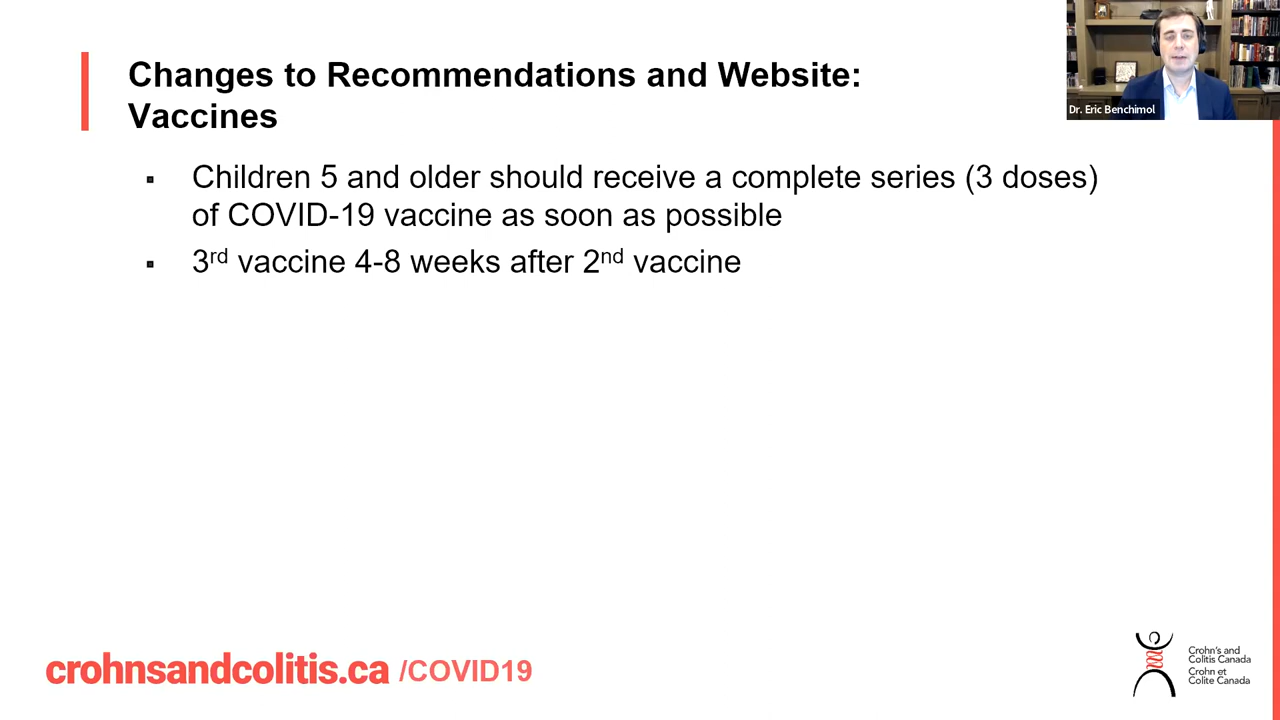 Changes to Recommendations and Website:
Vaccines
Dr. Eric Benchimol
▪ Children 5 and older should receive a complete series (3 doses)
of COVID-19 vaccine as soon as possible
▪ 3rd vaccine 4-8 weeks after 2nd vaccine
crohnsandcolitis.ca /COVID19
Crohn's and
Colitis Canada
Crohn et
Colite Canada